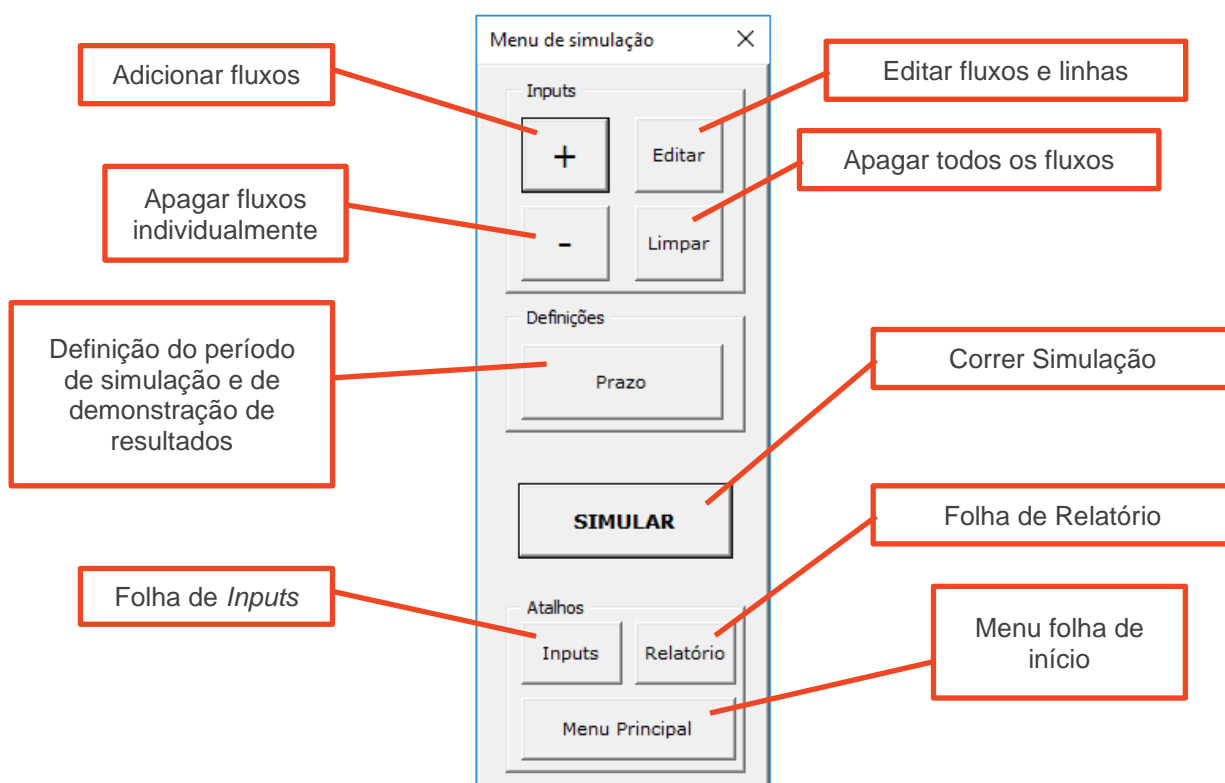 Menu de simulação
Adicionar fluxos
Editar fluxos e linhas
Inputs
+
Editar
Apagar todos os fluxos
Apagar fluxos
individualmente
-
Limpar
Definição do período
de simulação e de
demonstração de
resultados
Definições
Prazo
Correr Simulação
SIMULAR
Folha de Relatório
Folha de Inputs
Atalhos
Inputs
Relatório
Menu folha de
início
Menu Principal